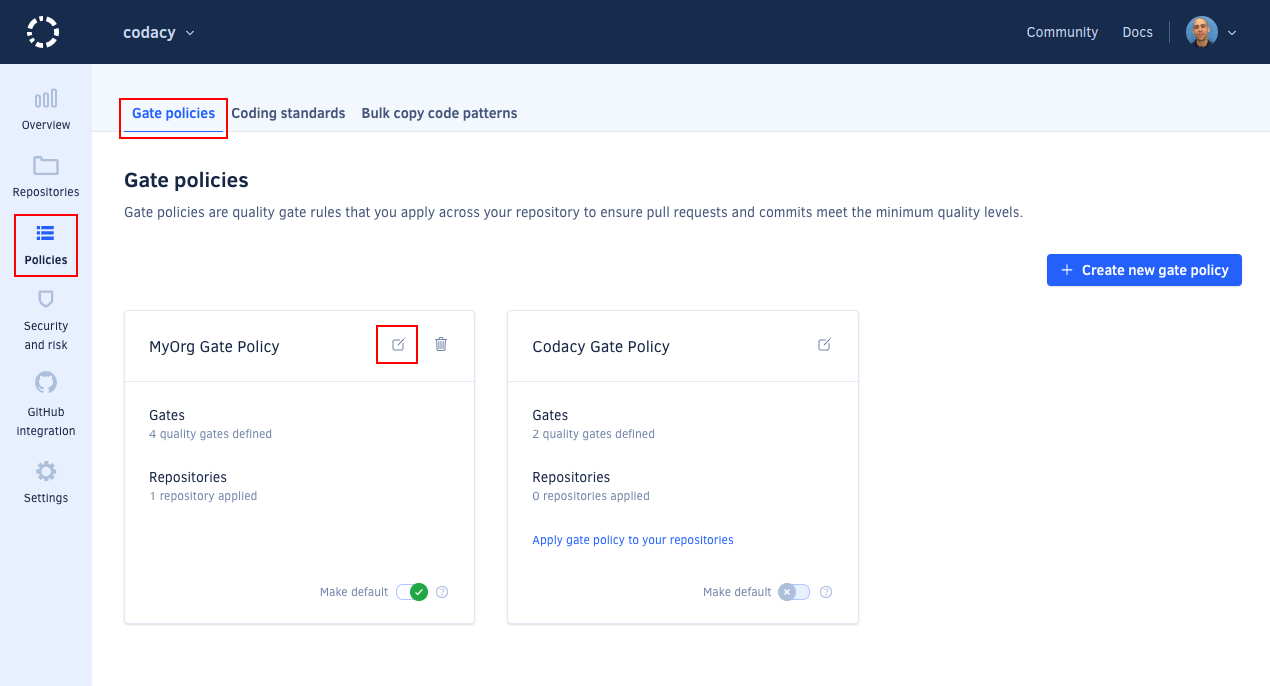 codacy
Community
Docs
Overview
Repositories
Policies
Security
and risk
GitHub
integration
Settings
Gate policies
Coding standards
Bulk copy code patterns
Gate policies
Gate policies are quality gate rules that you apply across your repository to ensure pull requests and commits meet the minimum quality levels.
+ Create new gate policy
MyOrg Gate Policy
Gates
4 quality gates defined
Repositories
1 repository applied
Make default
?
Codacy Gate Policy
Gates
2 quality gates defined
Repositories
0 repositories applied
Apply gate policy to your repositories
Make default
?